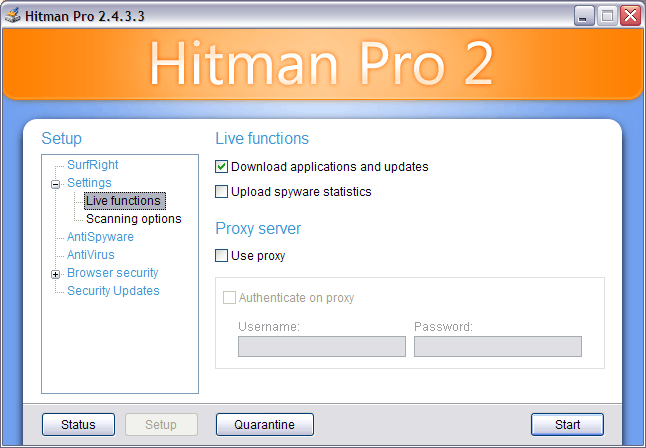 Hitman Pro 2.4.3.3
Hitman Pro 2
Setup
SurfRight
Settings
Live functions
Scanning options
AntiSpyware
AntiVirus
Browser security
Security Updates
Live functions
Download applications and updates
Upload spyware statistics
Proxy server
Use proxy
Authenticate on proxy
Username: Password:
Status Setup Quarantine Start